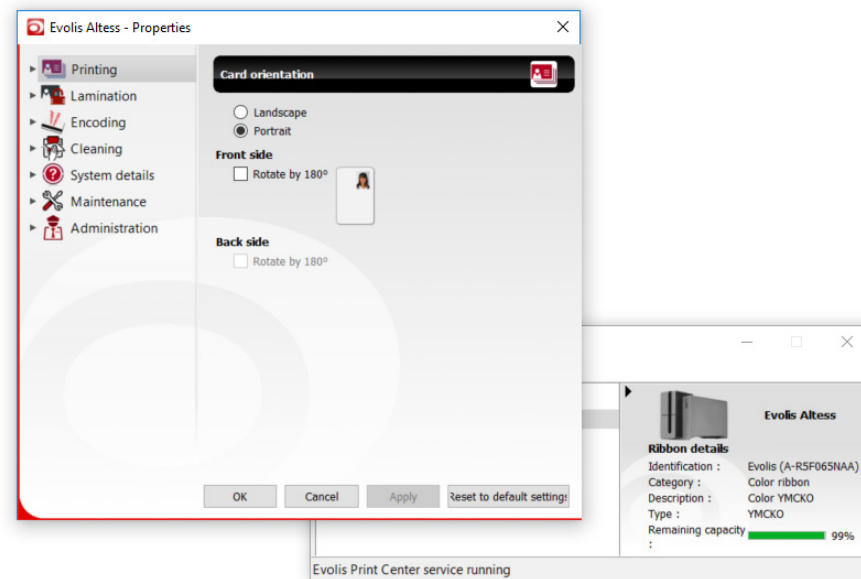 Evolis Altess - Properties
Printing
Lamination
Encoding
Cleaning
System details
Maintenance
Administration
Card orientation
Landscape
Portrait
Front side
Rotate by 180º
Back side
Rotate by 180º
OK
Cancel
Apply
Reset to default settings
Evolis Altess
Ribbon details
Identification : Evolis (A-R5F065NAA)
Category : Color ribbon
Description : Color YMCKO
Type : YMCKO
Remaining capacity
: 99%
Evolis Print Center service running